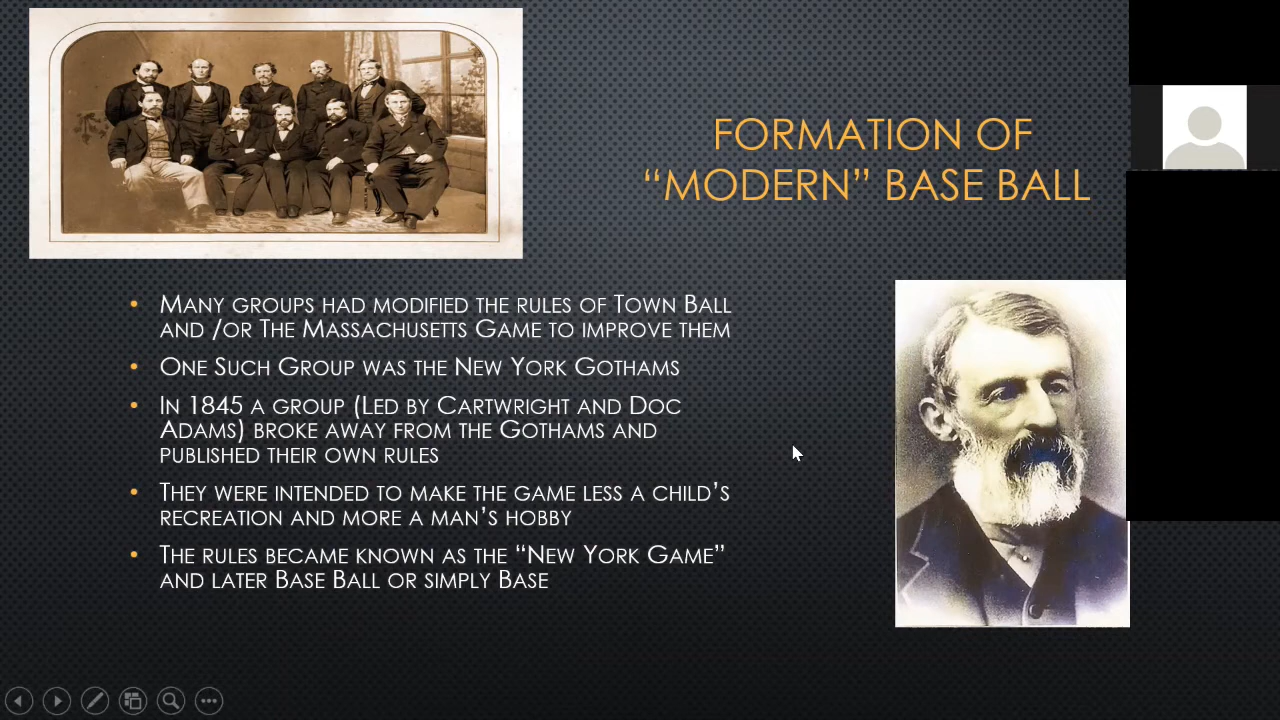 FORMATION OF
“MODERN” BASE BALL
• MANY GROUPS HAD MODIFIED THE RULES OF TOWN BALL
AND /OR THE MASSACHUSETTS GAME TO IMPROVE THEM
• ONE SUCH GROUP WAS THE NEW YORK GOTHAMS
• IN 1845 A GROUP (LED BY CARTWRIGHT AND DOC
ADAMS) BROKE AWAY FROM THE GOTHAMS AND
PUBLISHED THEIR OWN RULES
• THEY WERE INTENDED TO MAKE THE GAME LESS A CHILD’S
RECREATION AND MORE A MAN’S HOBBY
• THE RULES BECAME KNOWN AS THE “NEW YORK GAME”
AND LATER BASE BALL OR SIMPLY BASE